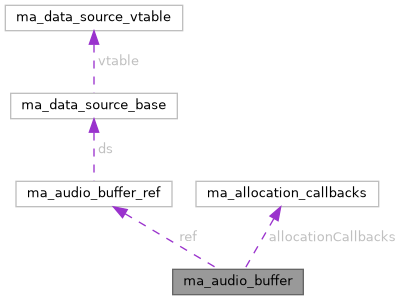 ma_data_source_vtable
vtable
ma_data_source_base
ds
ma_audio_buffer_ref
ma_allocation_callbacks
ref
allocationCallbacks
ma_audio_buffer